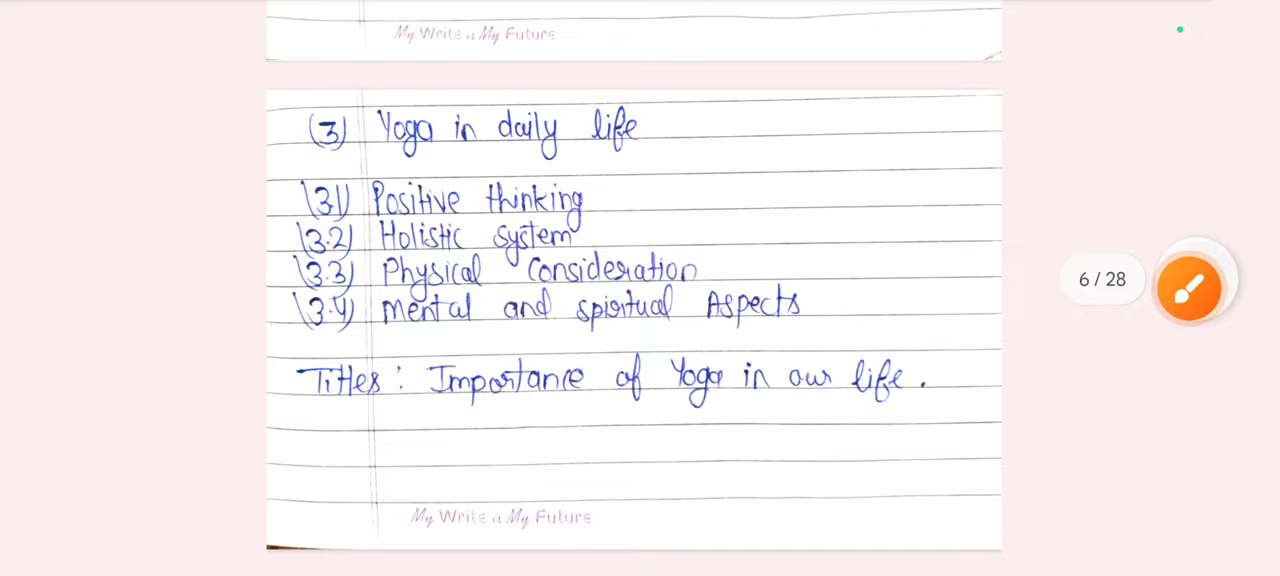 My Write is My Future
(3) Yoga in daily life
(3.1) Positive thinking
(3.2) Holistic system
(3.3) Physical Consideration
(3.4) Mental and spiritual Aspects
Titles: Importance of Yoga in our life.
My Write is My Future
6 / 28